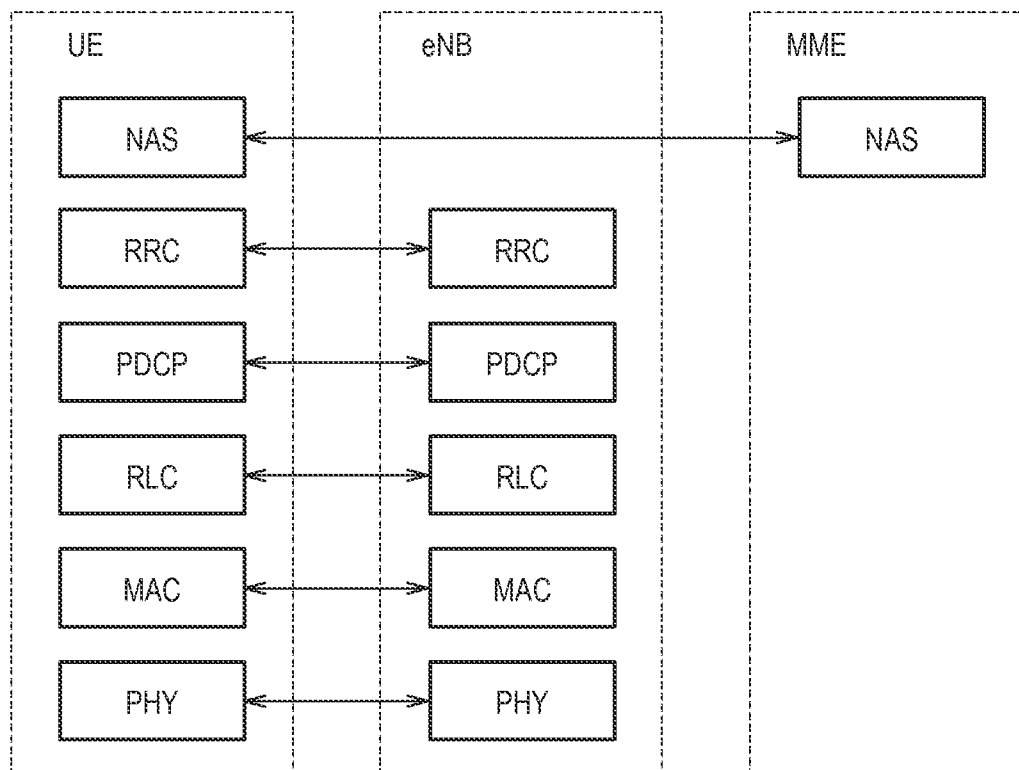 UE eNB MME
NAS NAS
RRC RRC
PDCP PDCP
RLC RLC
MAC MAC
PHY PHY